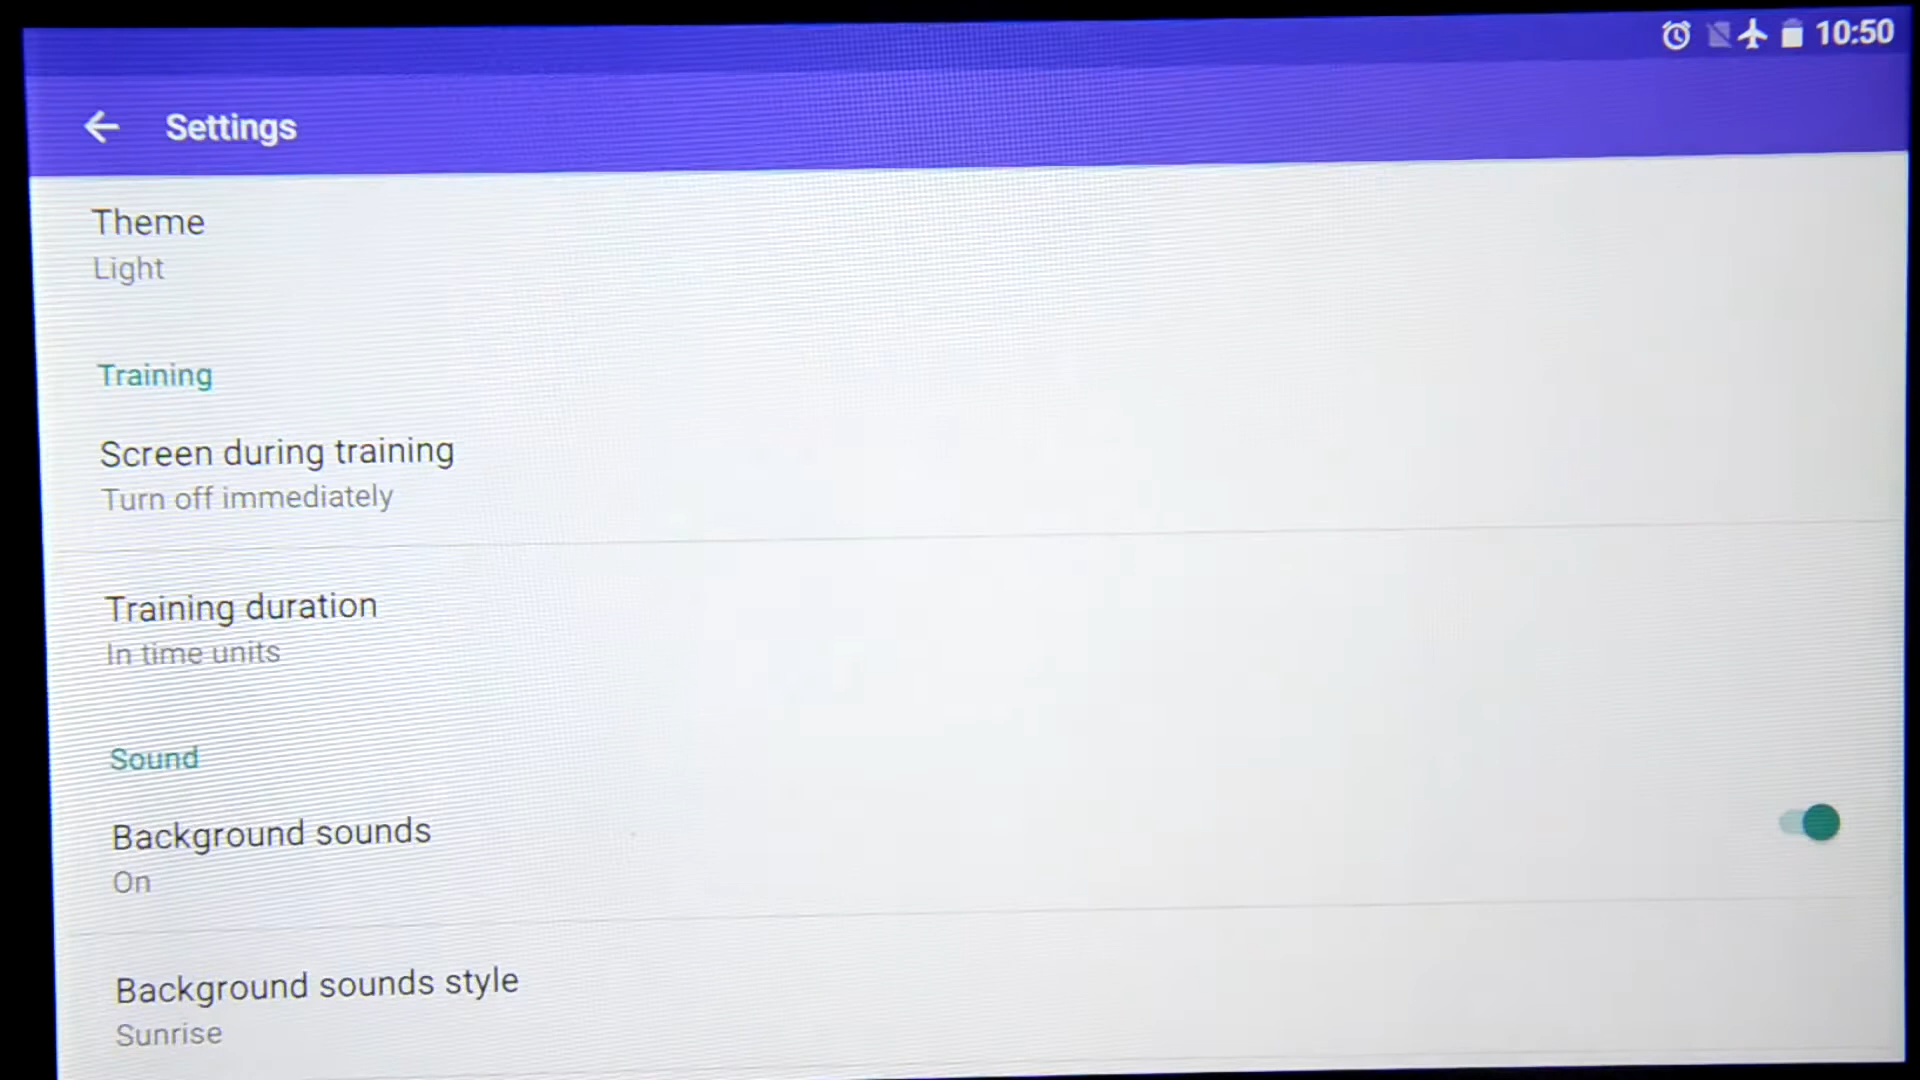 10:50
Settings
Theme
Light
Training
Screen during training
Turn off immediately
Training duration
In time units
Sound
Background sounds
On
Background sounds style
Sunrise